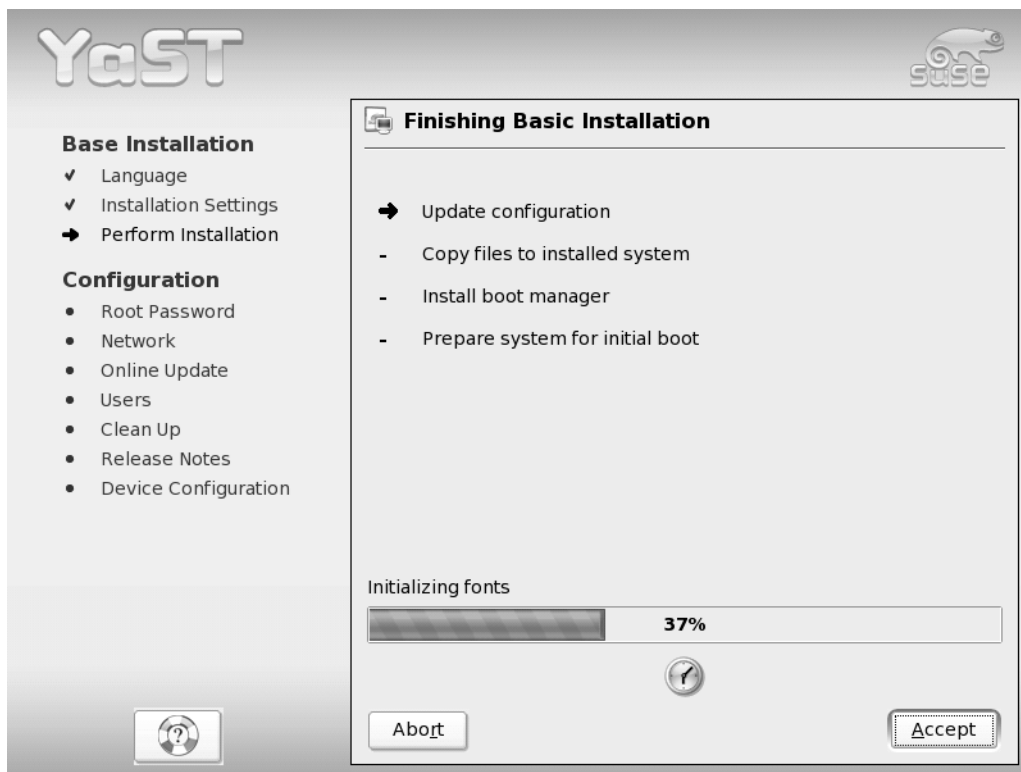 YaST
SUSE
Base Installation
Language
Installation Settings
Perform Installation
Configuration
Root Password
Network
Online Update
Users
Clean Up
Release Notes
Device Configuration
Finishing Basic Installation
Update configuration
- Copy files to installed system
- Install boot manager
- Prepare system for initial boot
Initializing fonts
37%
?
Abort
Accept